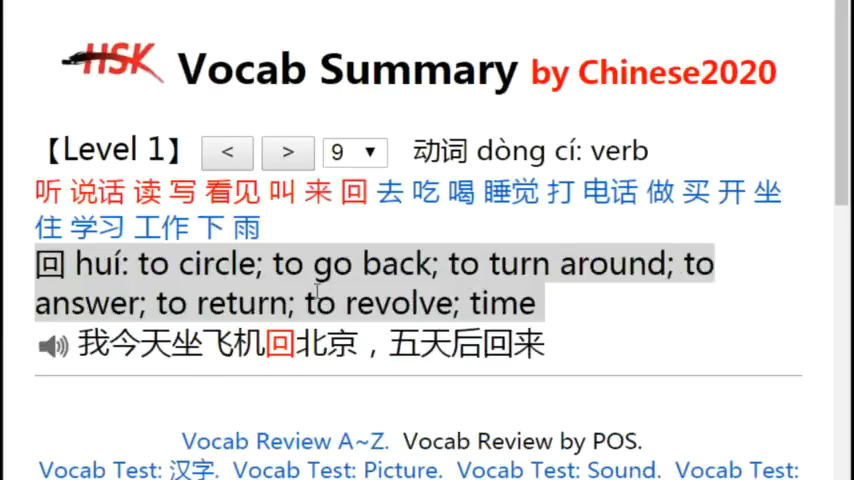 HSK Vocab Summary by Chinese2020
【Level 1】 < > 9 ▼ 动词 dòng cí: verb
听 说话 读 写 看见 叫 来 回 去 吃 喝 睡觉 打 电话 做 买 开 坐
住 学习 工作 下 雨
回 huí: to circle; to go back; to turn around; to
answer; to return; to revolve; time
我今天坐飞机回北京，五天后回来
Vocab Review A~Z. Vocab Review by POS.
Vocab Test: 汉字. Vocab Test: Picture. Vocab Test: Sound. Vocab Test: